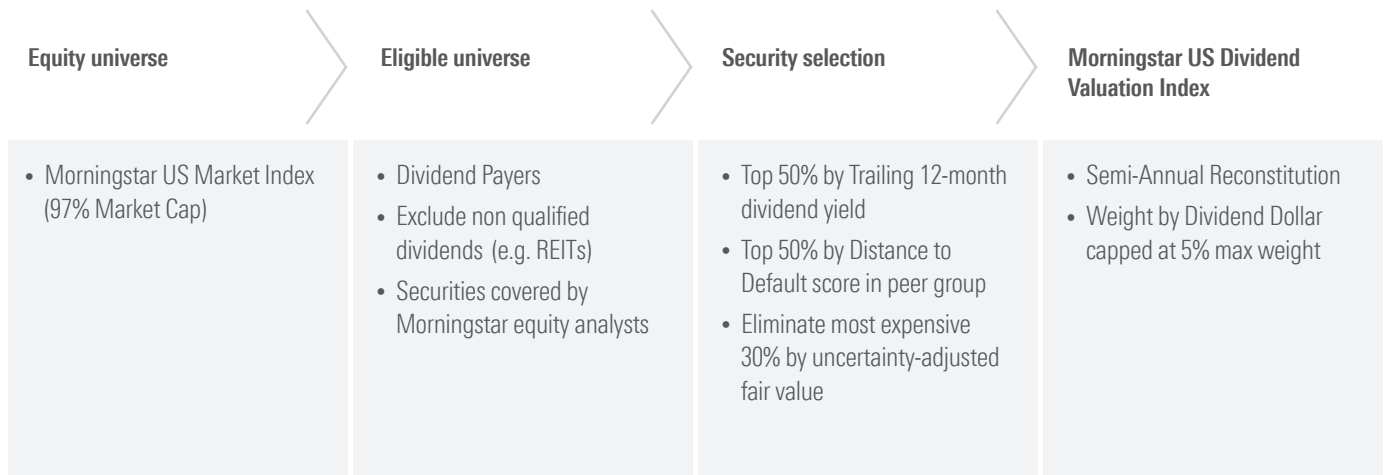 Equity universe
Eligible universe
Security selection
Morningstar US Dividend
Valuation Index
• Morningstar US Market Index
(97% Market Cap)
• Dividend Payers
• Exclude non qualified
dividends (e.g. REITs)
• Securities covered by
Morningstar equity analysts
• Top 50% by Trailing 12-month
dividend yield
• Top 50% by Distance to
Default score in peer group
• Eliminate most expensive
30% by uncertainty-adjusted
fair value
• Semi-Annual Reconstitution
• Weight by Dividend Dollar
capped at 5% max weight